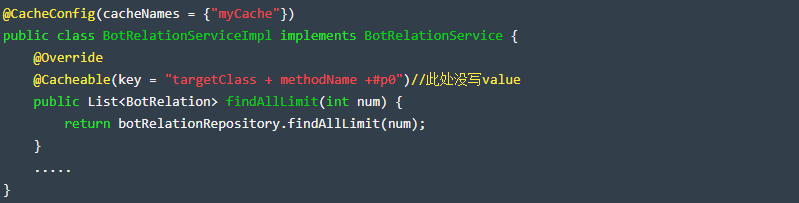 @CacheConfig(cacheNames = {"myCache"})
public class BotRelationServiceImpl implements BotRelationService {
    @Override
    @Cacheable(key = "targetClass + methodName +#p0")//此处没写value
    public List<BotRelation> findAllLimit(int num) {
        return botRelationRepository.findAllLimit(num);
    }
    .....
}